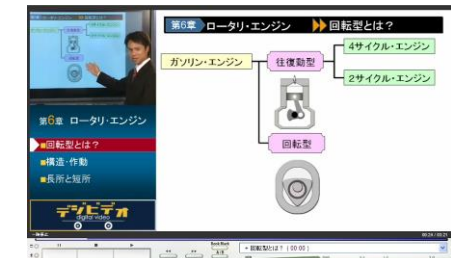 第6章 ロータリ・エンジン 回転型とは？
ガソリン・エンジン
往復動型
4サイクル・エンジン
2サイクル・エンジン
回転型
第6章 ロータリ・エンジン
■回転型とは？
■構造・作動
■長所と短所
デジビデオ
digital video
00:24 / 00:21
回転型とは？ (00:00)